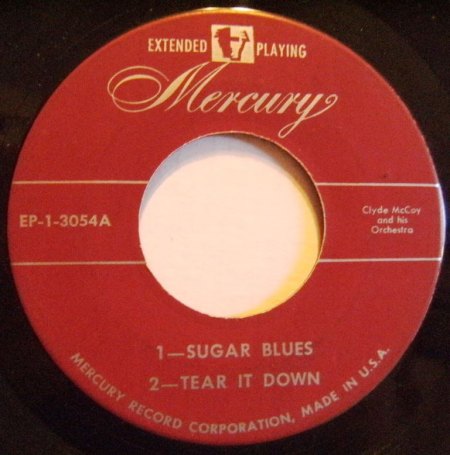 EXTENDED PLAYING
Mercury
EP-1-3054A
Clyde McCoy
and his
Orchestra
1—SUGAR BLUES
2—TEAR IT DOWN
MERCURY RECORD CORPORATION, MADE IN U.S.A.